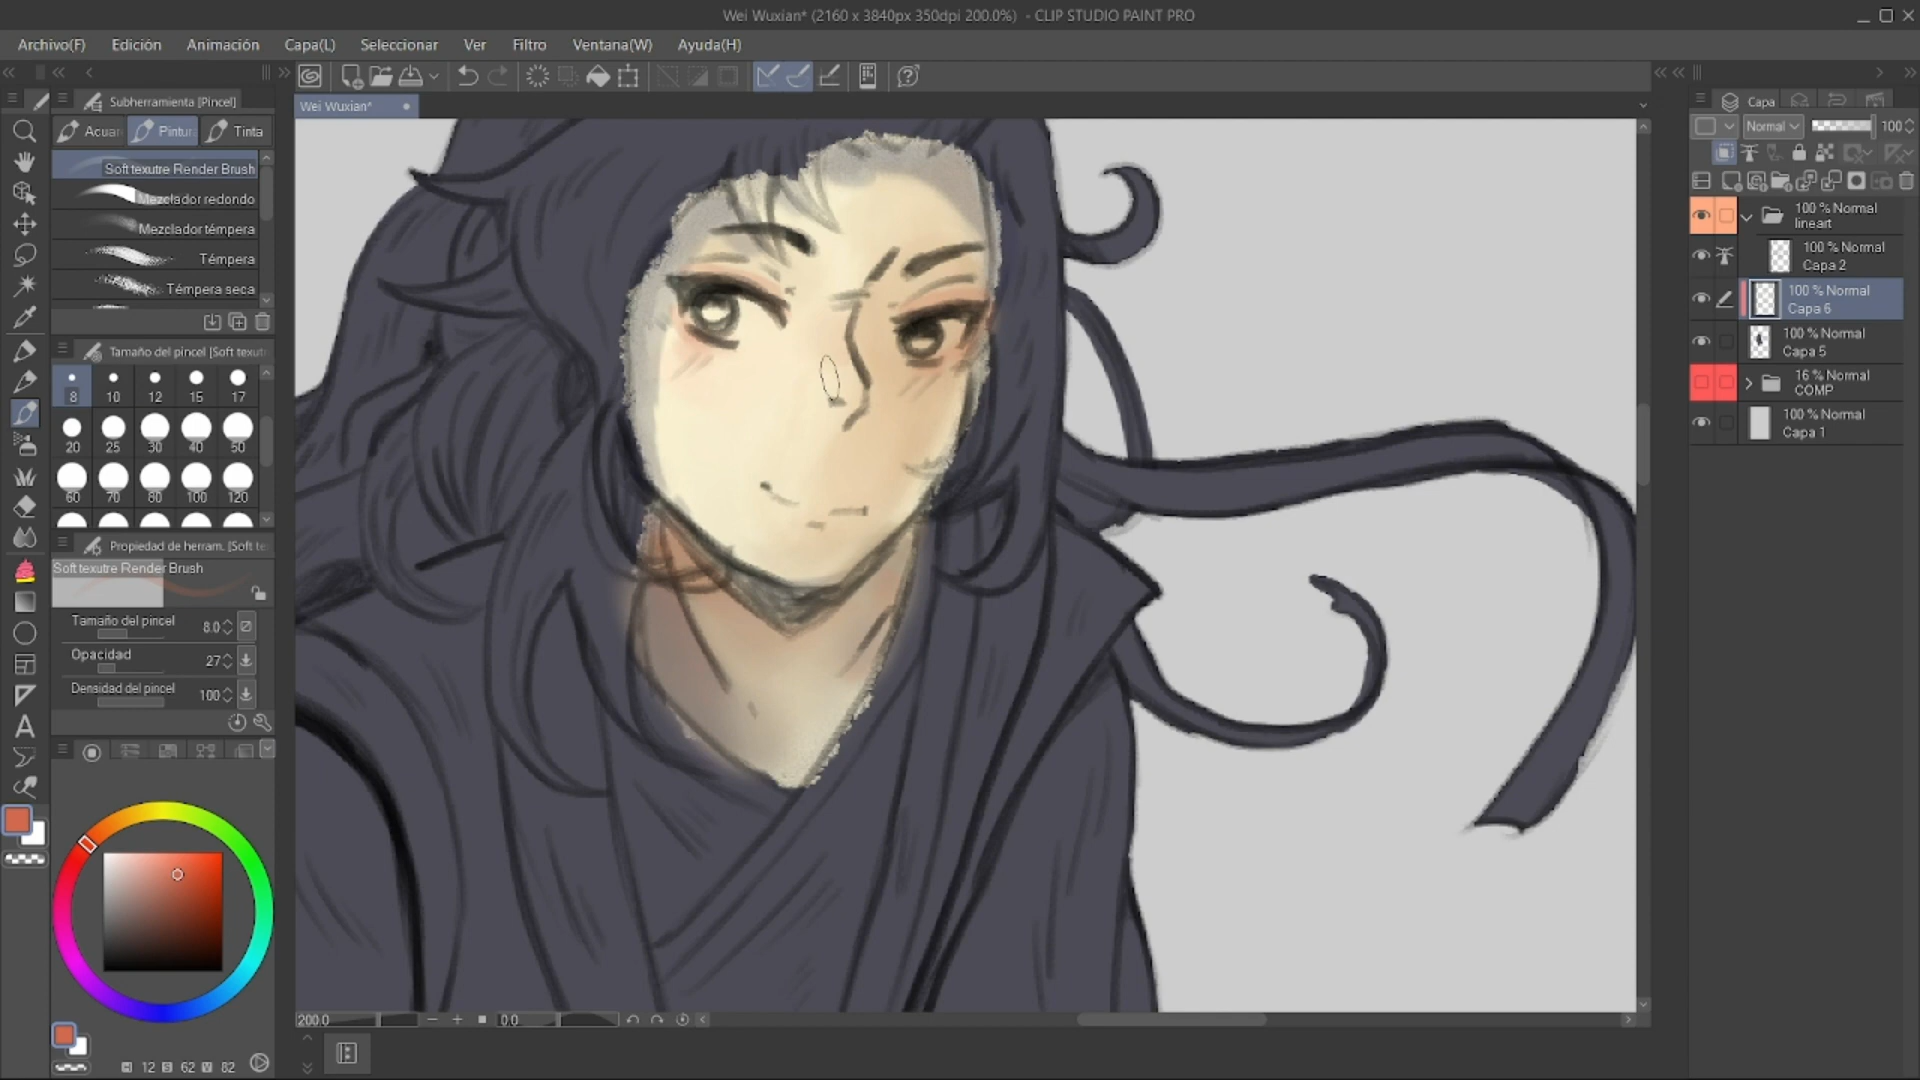 Wei Wuxian* (2160 x 3840px 350dpi 200.0%) - CLIP STUDIO PAINT PRO
Archivo(F) Edición Animación Capa(L) Seleccionar Ver Filtro Ventana(W) Ayuda(H)
Subherramienta [Pincel]
Wei Wuxian*
Capa
Acuar Pintur Tinta
Normal 100
Soft texutre Render Brush
Mezclador redondo
Mezclador témpera
Témpera
Témpera seca
100 % Normal
lineart
100 % Normal
Capa 2
100 % Normal
Capa 6
100 % Normal
Capa 5
16 % Normal
COMP
100 % Normal
Capa 1
Tamaño del pincel [Soft texut
8 10 12 15 17
20 25 30 40 50
60 70 80 100 120
Propiedad de herram. [Soft te
Soft texutre Render Brush
Tamaño del pincel 8.0
Opacidad 27
Densidad del pincel 100
200.0 0.0
H 12 S 62 V 82